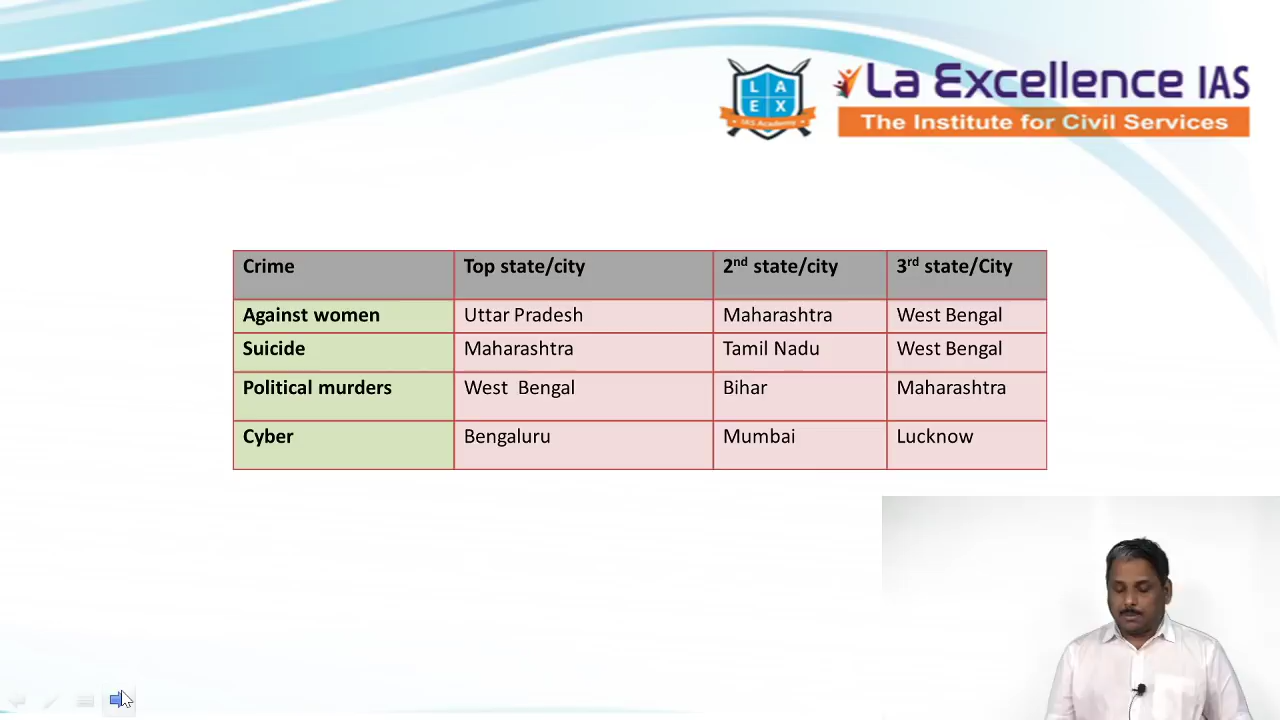 L A
E X
IAS Academy
La Excellence IAS
The Institute for Civil Services
Crime Top state/city 2nd state/city 3rd state/City
Against women Uttar Pradesh Maharashtra West Bengal
Suicide Maharashtra Tamil Nadu West Bengal
Political murders West Bengal Bihar Maharashtra
Cyber Bengaluru Mumbai Lucknow